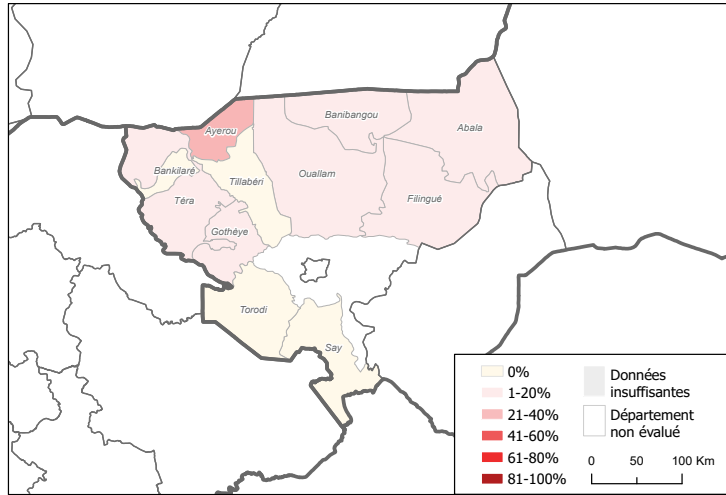 Ayerou
Banibangou
Abala
Bankilaré
Tillabéri
Ouallam
Téra
Filingué
Gothéye
Torodi
Say
0%
1-20%
21-40%
41-60%
61-80%
81-100%
Données
insuffisantes
Département
non évalué
0 50 100 Km